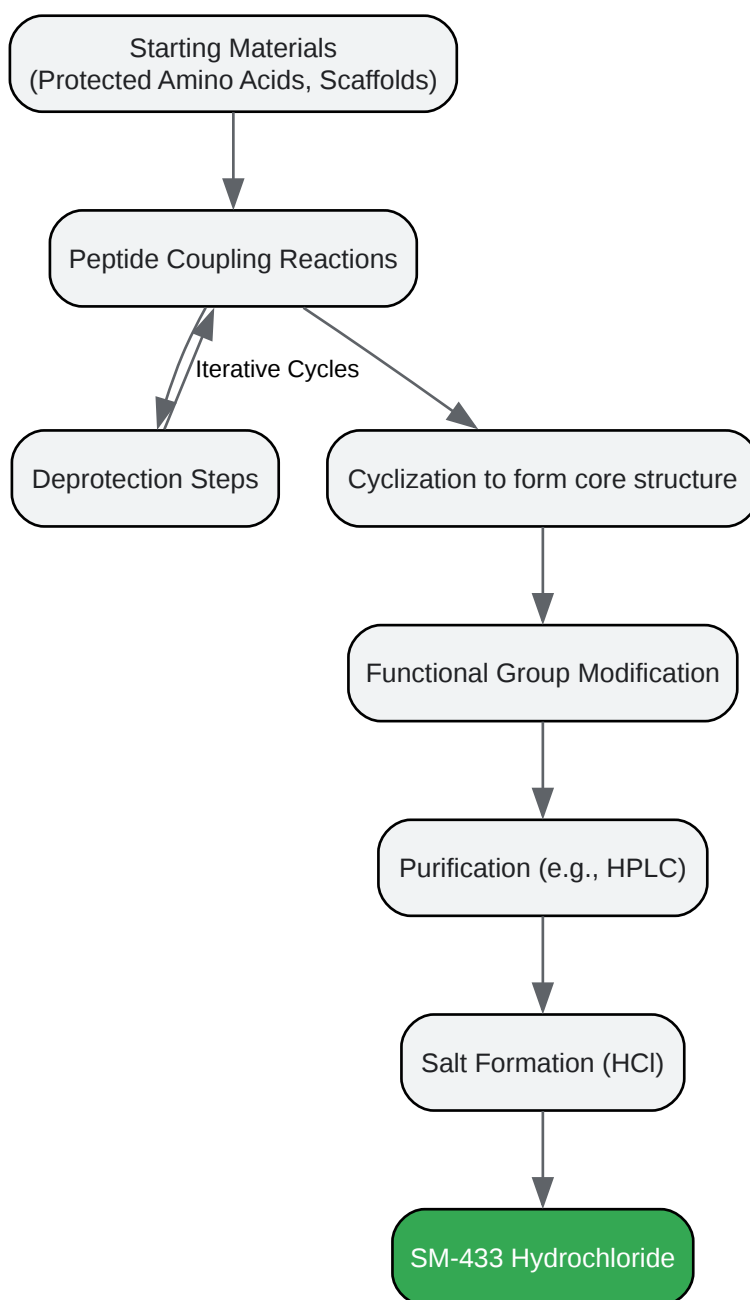 Starting Materials
(Protected Amino Acids, Scaffolds)
Peptide Coupling Reactions
Iterative Cycles
Deprotection Steps
Cyclization to form core structure
Functional Group Modification
Purification (e.g., HPLC)
Salt Formation (HCl)
SM-433 Hydrochloride